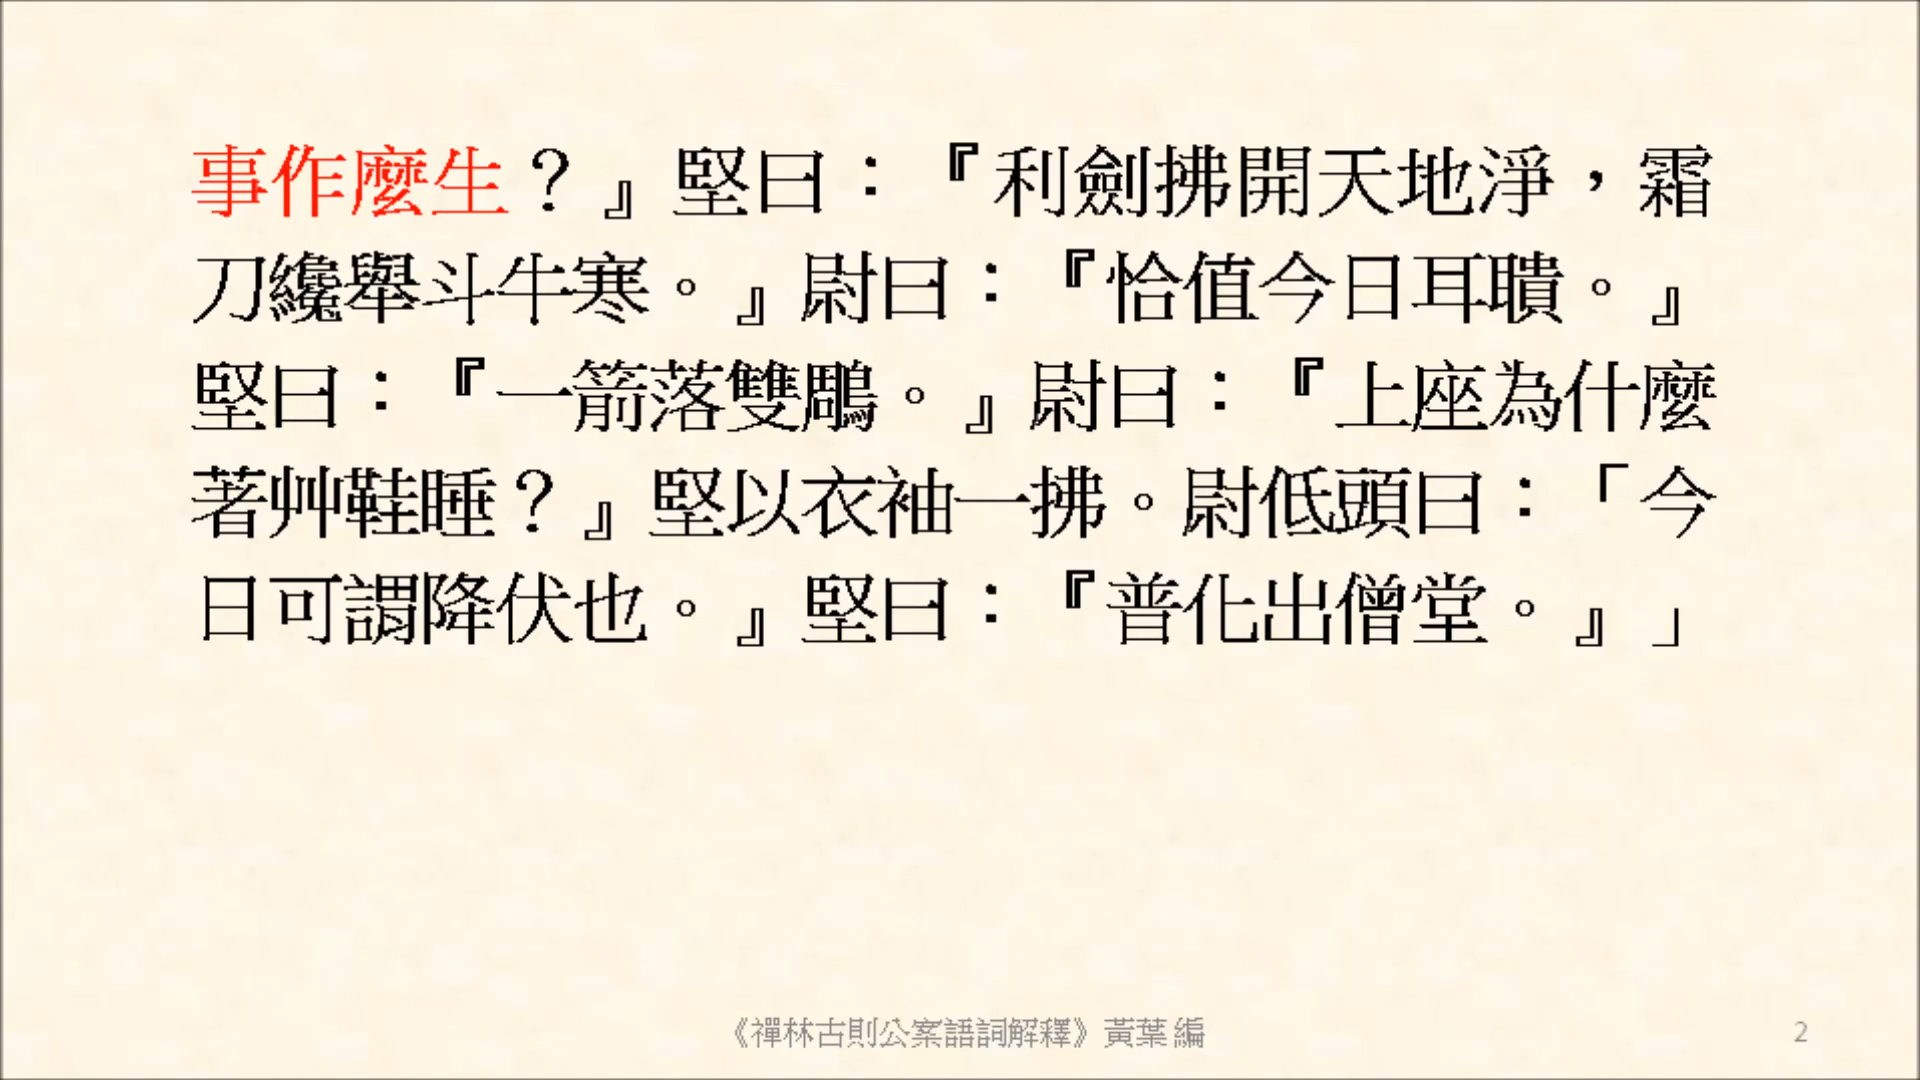 事作麼生？』堅曰：『利劍拂開天地淨，霜
刀纔舉斗牛寒。』尉曰：『恰值今日耳聵。』
堅曰：『一箭落雙鵰。』尉曰：『上座為什麼
著艸鞋睡？』堅以衣袖一拂。尉低頭曰：「今
日可謂降伏也。』堅曰：『普化出僧堂。』」
《禪林古則公案語詞解釋》黃葉 編
2